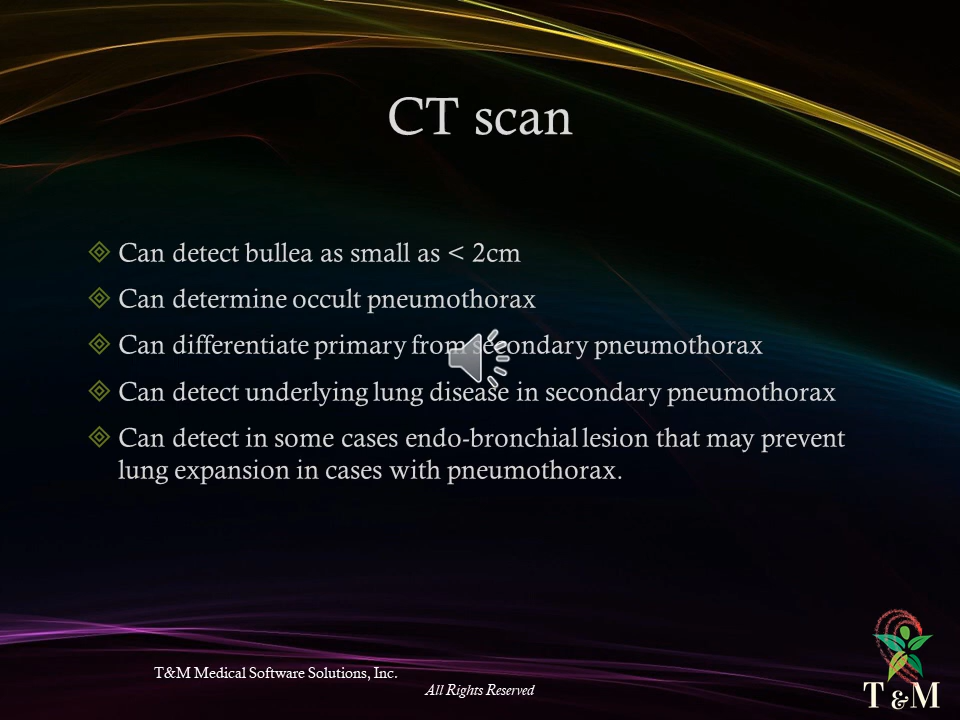 CT scan
Can detect bullea as small as < 2cm
Can determine occult pneumothorax
Can differentiate primary from secondary pneumothorax
Can detect underlying lung disease in secondary pneumothorax
Can detect in some cases endo-bronchial lesion that may prevent
lung expansion in cases with pneumothorax.
T&M Medical Software Solutions, Inc.
All Rights Reserved
T & M